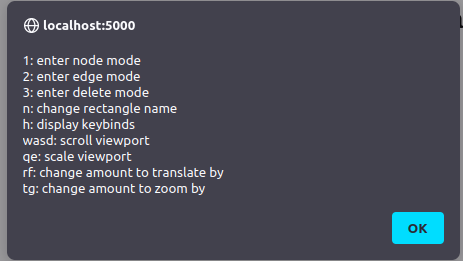 localhost:5000
1: enter node mode
2: enter edge mode
3: enter delete mode
n: change rectangle name
h: display keybinds
wasd: scroll viewport
qe: scale viewport
rf: change amount to translate by
tg: change amount to zoom by
OK